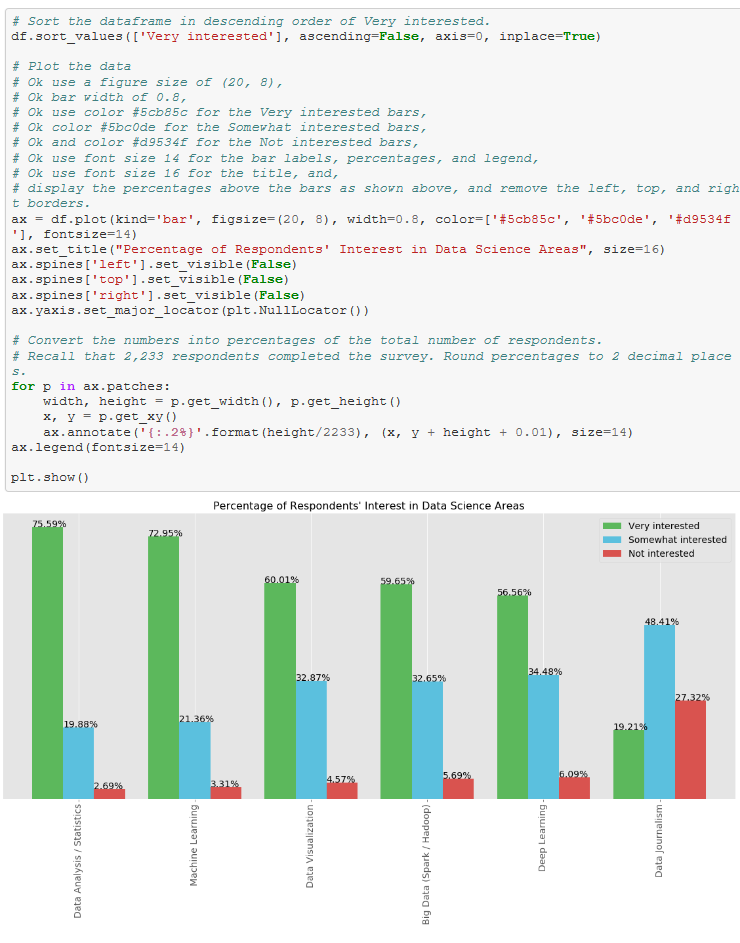 # Sort the dataframe in descending order of Very interested.
df.sort_values(['Very interested'], ascending=False, axis=0, inplace=True)
# Plot the data
# Ok use a figure size of (20, 8),
# Ok bar width of 0.8,
# Ok use color #5cb85c for the Very interested bars,
# Ok color #5bc0de for the Somewhat interested bars,
# Ok and color #d9534f for the Not interested bars,
# Ok use font size 14 for the bar labels, percentages, and legend,
# Ok use font size 16 for the title, and,
# display the percentages above the bars as shown above, and remove the left, top, and righ
t borders.
ax = df.plot(kind='bar', figsize=(20, 8), width=0.8, color=['#5cb85c', '#5bc0de', '#d9534f
'], fontsize=14)
ax.set_title("Percentage of Respondents' Interest in Data Science Areas", size=16)
ax.spines['left'].set_visible(False)
ax.spines['top'].set_visible(False)
ax.spines['right'].set_visible(False)
ax.yaxis.set_major_locator(plt.NullLocator())
# Convert the numbers into percentages of the total number of respondents.
# Recall that 2,233 respondents completed the survey. Round percentages to 2 decimal place
s.
for p in ax.patches:
    width, height = p.get_width(), p.get_height()
    x, y = p.get_xy()
    ax.annotate('{:.2%}'.format(height/2233), (x, y + height + 0.01), size=14)
ax.legend(fontsize=14)
plt.show()
Percentage of Respondents' Interest in Data Science Areas
Very interested
Somewhat interested
Not interested
75.59%
19.88%
2.69%
72.95%
21.36%
3.31%
60.01%
32.87%
4.57%
59.65%
32.65%
5.69%
56.56%
34.48%
6.09%
19.21%
48.41%
27.32%
Data Analysis / Statistics
Machine Learning
Data Visualization
Big Data (Spark / Hadoop)
Deep Learning
Data Journalism